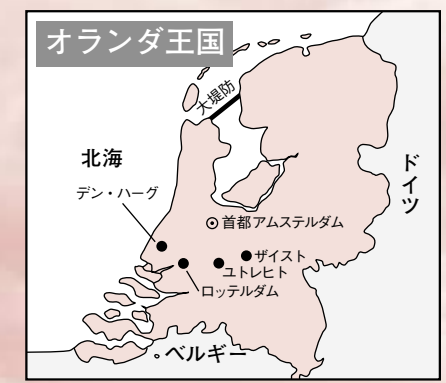 オランダ王国
大堤防
北海
ドイツ
デン・ハーグ
首都アムステルダム
ザイスト
ユトレヒト
ロッテルダム
ベルギー